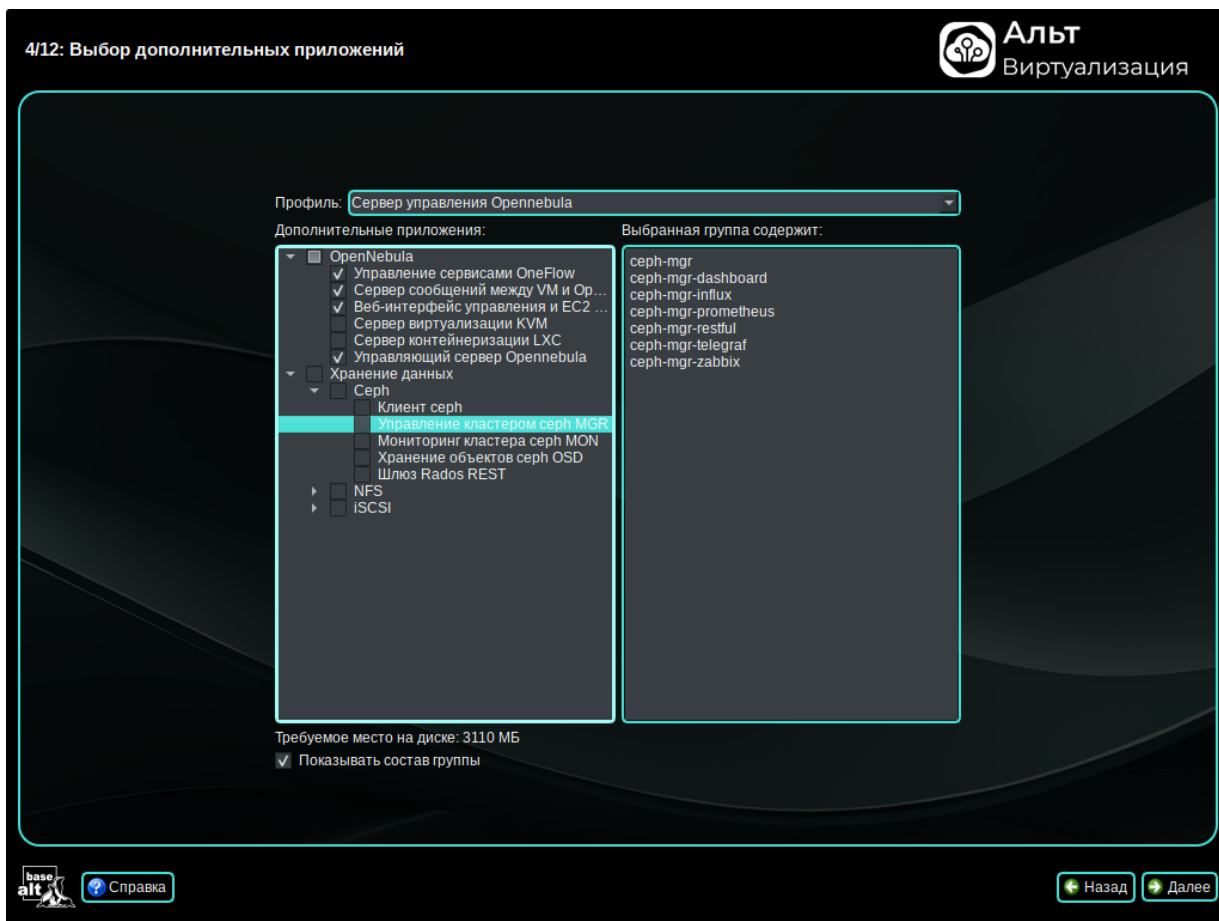 4/12: Выбор дополнительных приложений
Альт
Виртуализация
Профиль: Сервер управления Opennebula
Дополнительные приложения:
Выбранная группа содержит:
OpenNebula
Управление сервисами OneFlow
Сервер сообщений между VM и Op...
Веб-интерфейс управления и EC2 ...
Сервер виртуализации KVM
Сервер контейнеризации LXC
Управляющий сервер Opennebula
Хранение данных
Ceph
Клиент ceph
Управление кластером ceph MGR
Мониторинг кластера ceph MON
Хранение объектов ceph OSD
Шлюз Rados REST
NFS
iSCSI
ceph-mgr
ceph-mgr-dashboard
ceph-mgr-influx
ceph-mgr-prometheus
ceph-mgr-restful
ceph-mgr-telegraf
ceph-mgr-zabbix
Требуемое место на диске: 3110 МБ
Показывать состав группы
base
alt
Справка
Назад
Далее